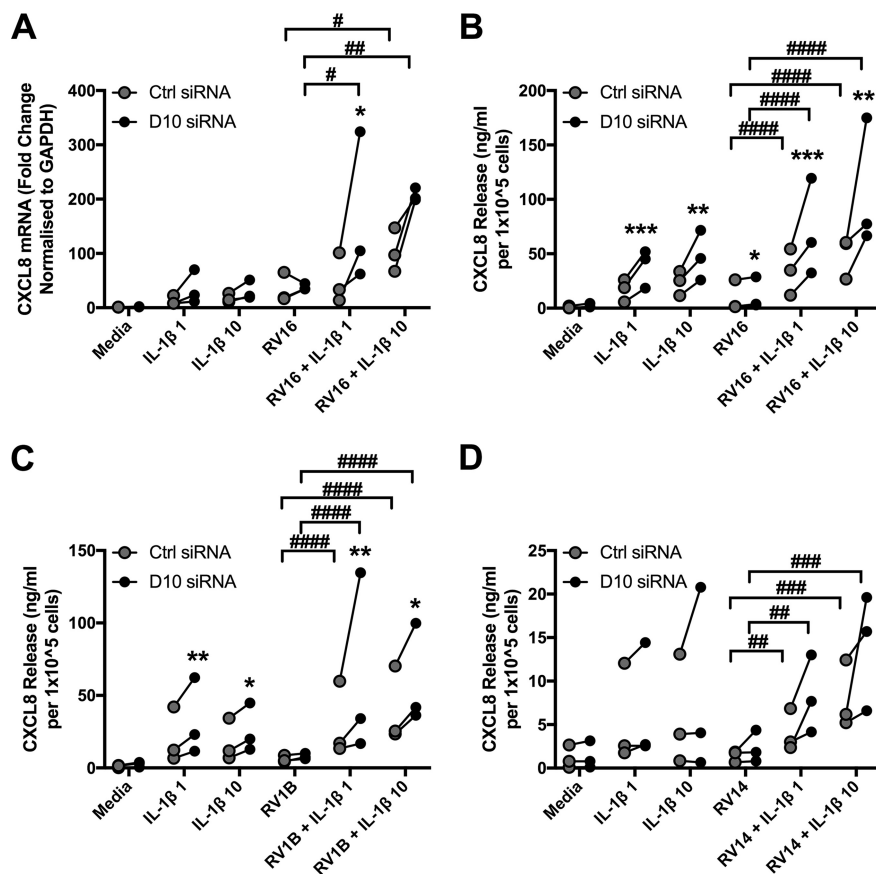 A
#
##
#
Ctrl siRNA
D10 siRNA
*
CXCL8 mRNA (Fold Change
Normalised to GAPDH)
400
300
200
100
0
Media
IL-1β 1
IL-1β 10
RV16
RV16 + IL-1β 1
RV16 + IL-1β 10
B
####
####
####
####
Ctrl siRNA
D10 siRNA
***
**
*
***
**
CXCL8 Release (ng/ml
per 1x10^5 cells)
200
150
100
50
0
Media
IL-1β 1
IL-1β 10
RV16
RV16 + IL-1β 1
RV16 + IL-1β 10
C
####
####
####
####
Ctrl siRNA
D10 siRNA
**
*
**
*
CXCL8 Release (ng/ml
per 1x10^5 cells)
150
100
50
0
Media
IL-1β 1
IL-1β 10
RV1B
RV1B + IL-1β 1
RV1B + IL-1β 10
D
###
###
##
##
Ctrl siRNA
D10 siRNA
CXCL8 Release (ng/ml
per 1x10^5 cells)
25
20
15
10
5
0
Media
IL-1β 1
IL-1β 10
RV14
RV14 + IL-1β 1
RV14 + IL-1β 10